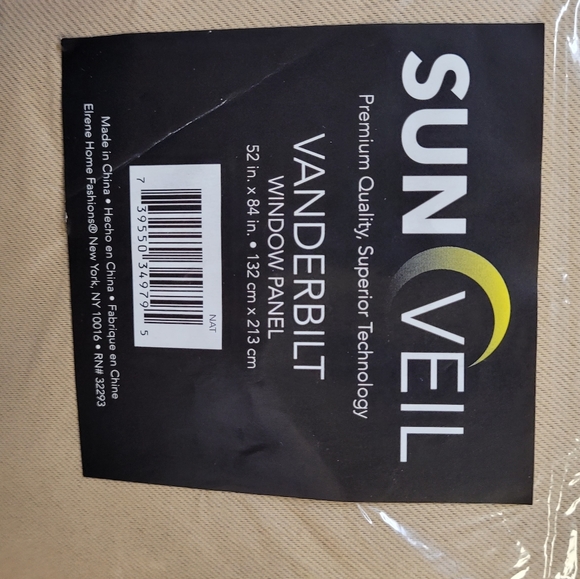 SUN VEIL
Premium Quality, Superior Technology
VANDERBILT
WINDOW PANEL
52 in. x 84 in. • 132 cm x 213 cm
NAT
7 39550 34979 5
Made in China • Hecho en China • Fabrique en Chine
Elrene Home Fashions® New York, NY 10016 • RN# 32293